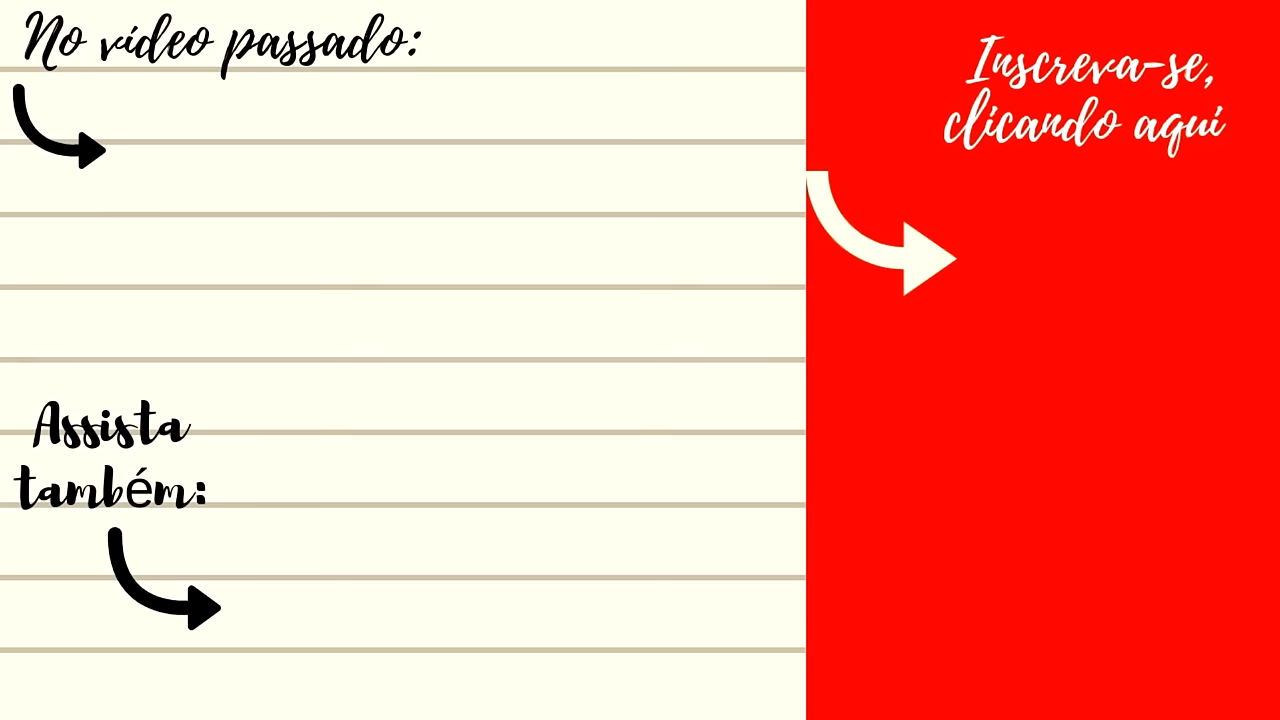 No vídeo passado:
Inscreva-se,
clicando aqui
Assista
também: